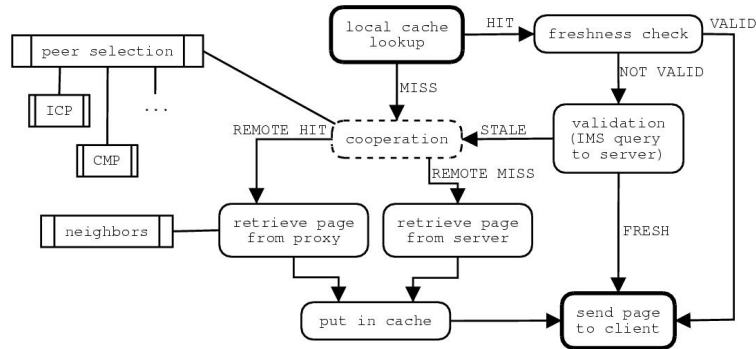 local cache
lookup
HIT
freshness check
VALID
peer selection
NOT VALID
MISS
ICP
...
REMOTE HIT
cooperation
STALE
validation
(IMS query
to server)
CMP
REMOTE MISS
neighbors
retrieve page
from proxy
retrieve page
from server
FRESH
put in cache
send page
to client